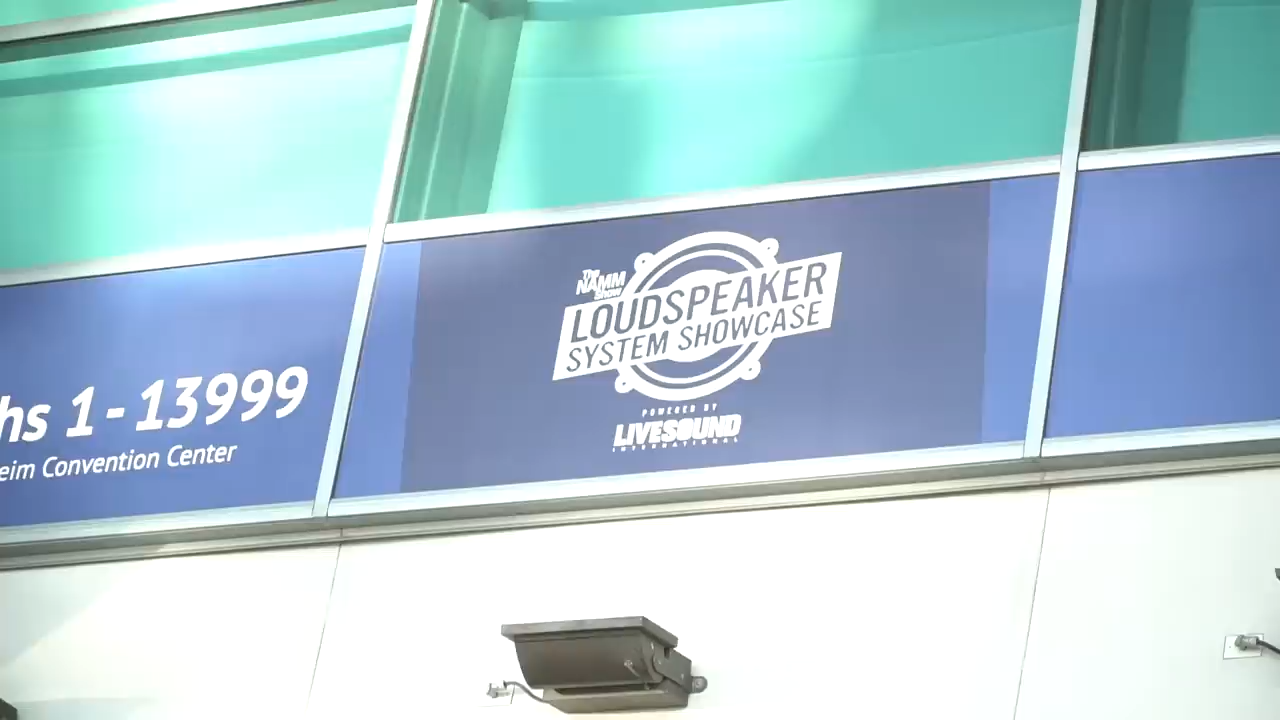 hs 1 - 13999
eim Convention Center
The
NAMM
Show
LOUDSPEAKER
SYSTEM SHOWCASE
POWERED BY
LIVESOUND
INTERNATIONAL